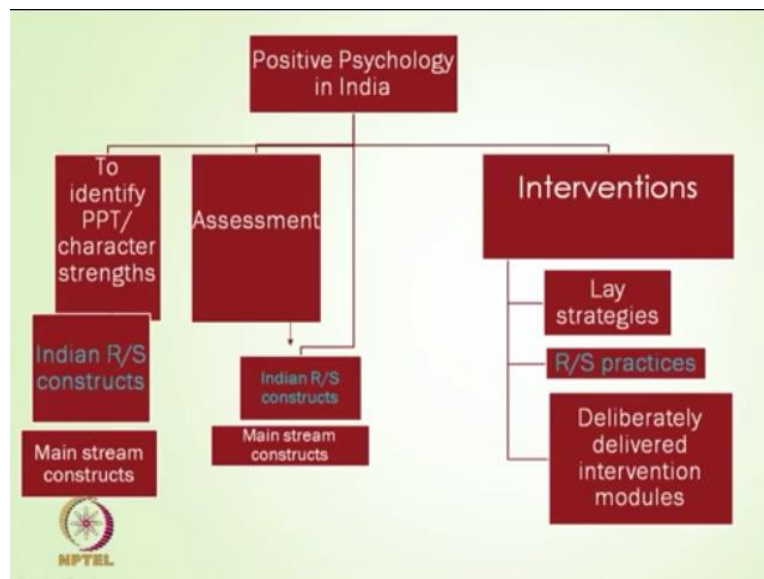 Positive Psychology
in India
To
identify
PPT/
character
strengths
Indian R/S
constructs
Main stream
constructs
Assessment
Indian R/S
constructs
Main stream
constructs
Interventions
Lay
strategies
R/S practices
Deliberately
delivered
intervention
modules
NPTEL